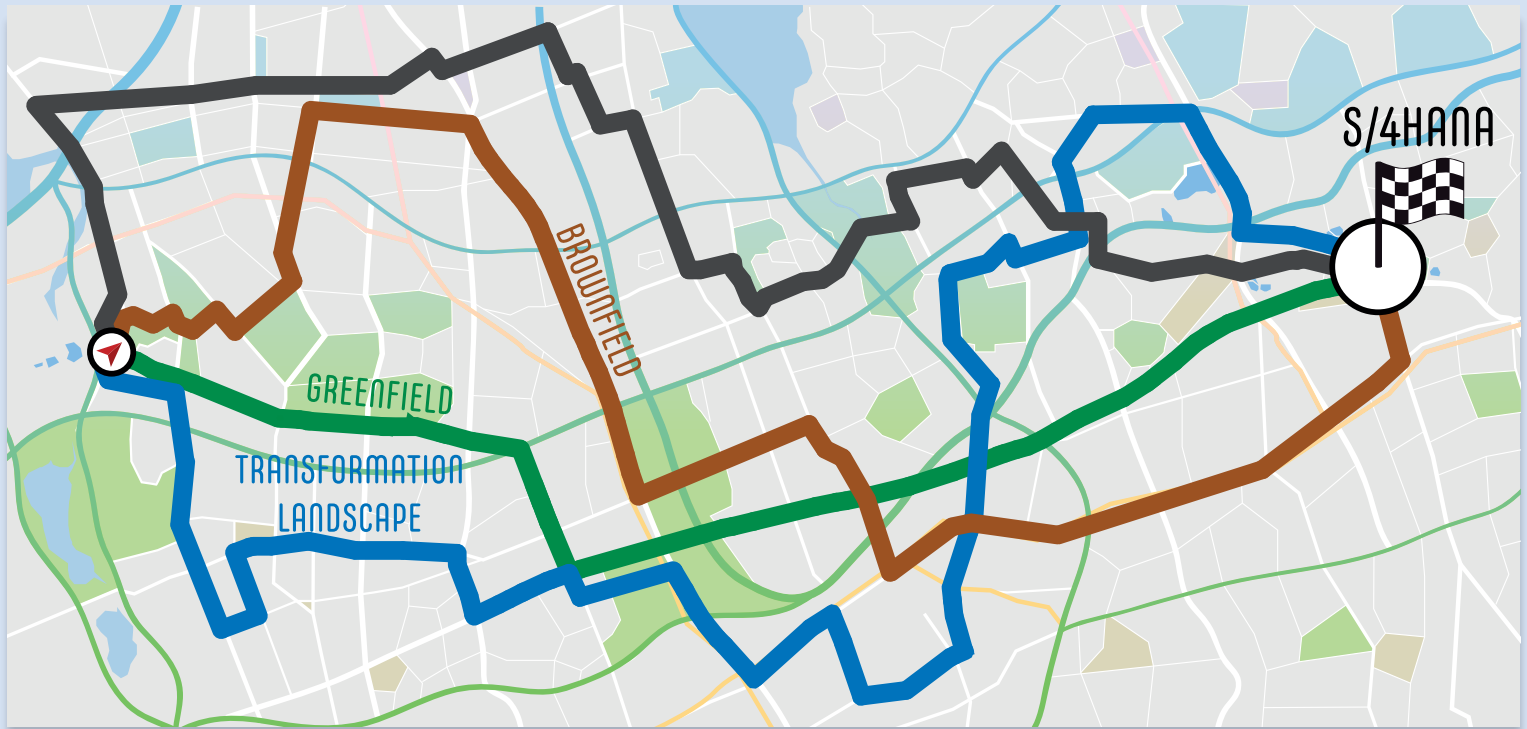 S/4HANA
BROWNFIELD
GREENFIELD
TRANSFORMATION
LANDSCAPE